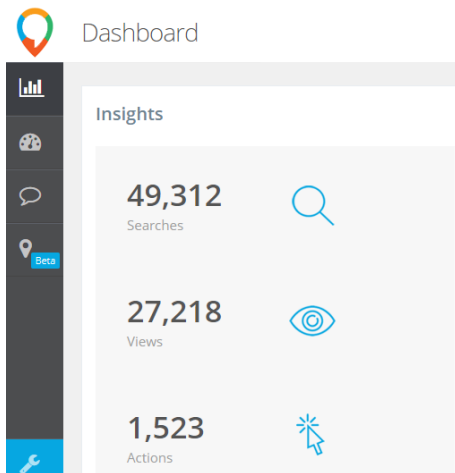 Dashboard
Insights
49,312
Searches
Beta
27,218
Views
1,523
Actions